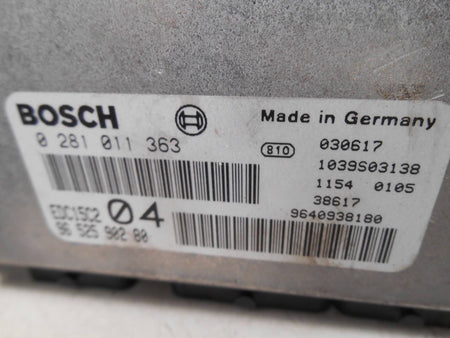 BOSCH
0 281 011 363
EDC15C2 04
96 525 902 80
Made in Germany
810 030617
1039S03138
1154 0105
38617
9640938180